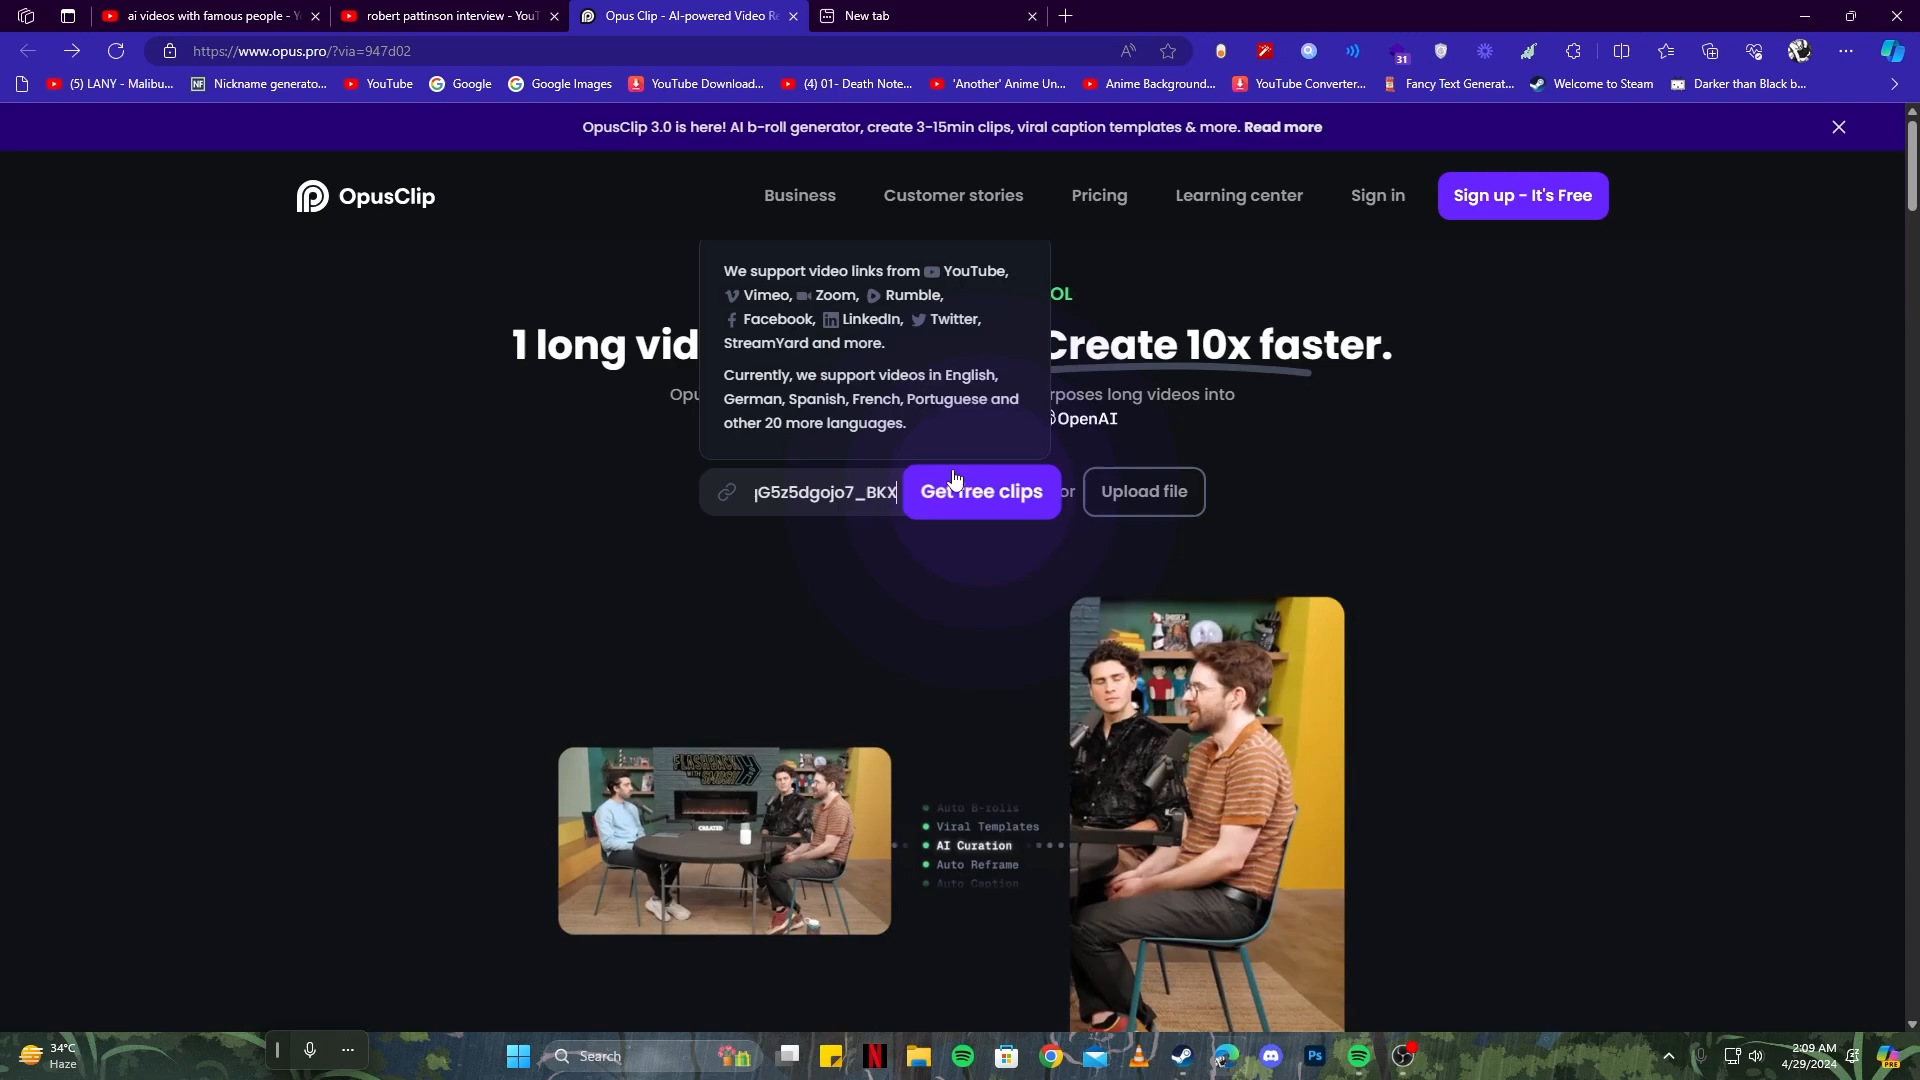 ai videos with famous people - Y
robert pattinson interview - YouT
Opus Clip - AI-powered Video Re
New tab
https://www.opus.pro/?via=947d02
31
(5) LANY - Malibu...
Nickname generato...
YouTube
Google
Google Images
YouTube Download...
(4) 01- Death Note...
'Another' Anime Un...
Anime Background...
YouTube Converter...
Fancy Text Generat...
Welcome to Steam
Darker than Black b...
OpusClip 3.0 is here! AI b-roll generator, create 3-15min clips, viral caption templates & more. Read more
OpusClip
Business
Customer stories
Pricing
Learning center
Sign in
Sign up - It's Free
We support video links from YouTube,
Vimeo, Zoom, Rumble,
Facebook, LinkedIn, Twitter,
StreamYard and more.
Currently, we support videos in English,
German, Spanish, French, Portuguese and
other 20 more languages.
OL
1 long vid Create 10x faster.
Opu rposes long videos into
OpenAI
gG5z5dgojo7_BKX
Get free clips
or
Upload file
FLASHBACK
Auto B-rolls
Viral Templates
AI Curation
Auto Reframe
Auto Caption
34°C
Haze
Search
Ps
2:09 AM
4/29/2024
PRE